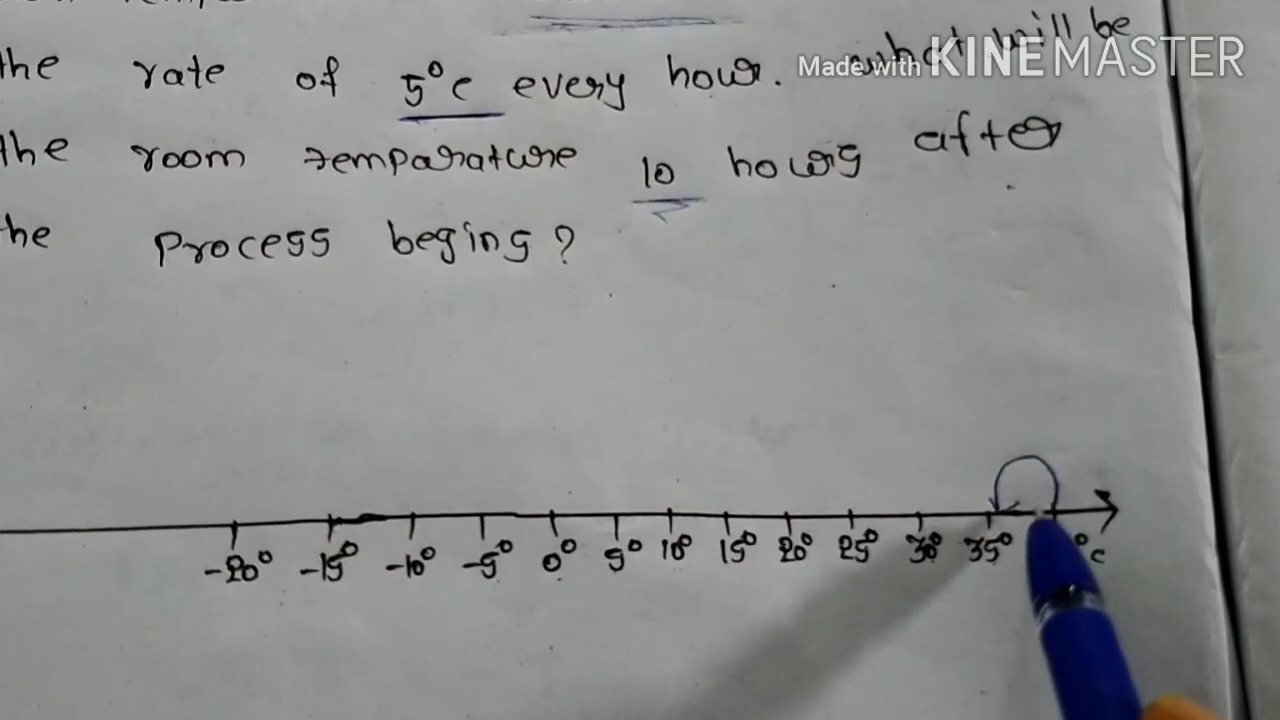 the rate of 5°c every hour. what will be
the room temparature 10 hours after
he process begins?
-20° -15° -10° -5° 0° 5° 10° 15° 20° 25° 30° 35° °c
Made with KINEMASTER